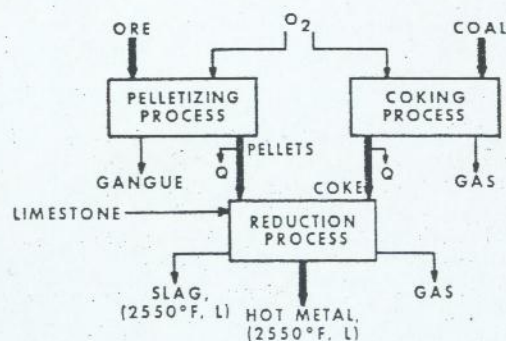 ORE
O2
COAL
PELLETIZING
PROCESS
COKING
PROCESS
PELLETS
Q
Q
GANGUE
COKE
GAS
LIMESTONE
REDUCTION
PROCESS
SLAG,
(2550°F, L)
HOT METAL,
(2550°F, L)
GAS